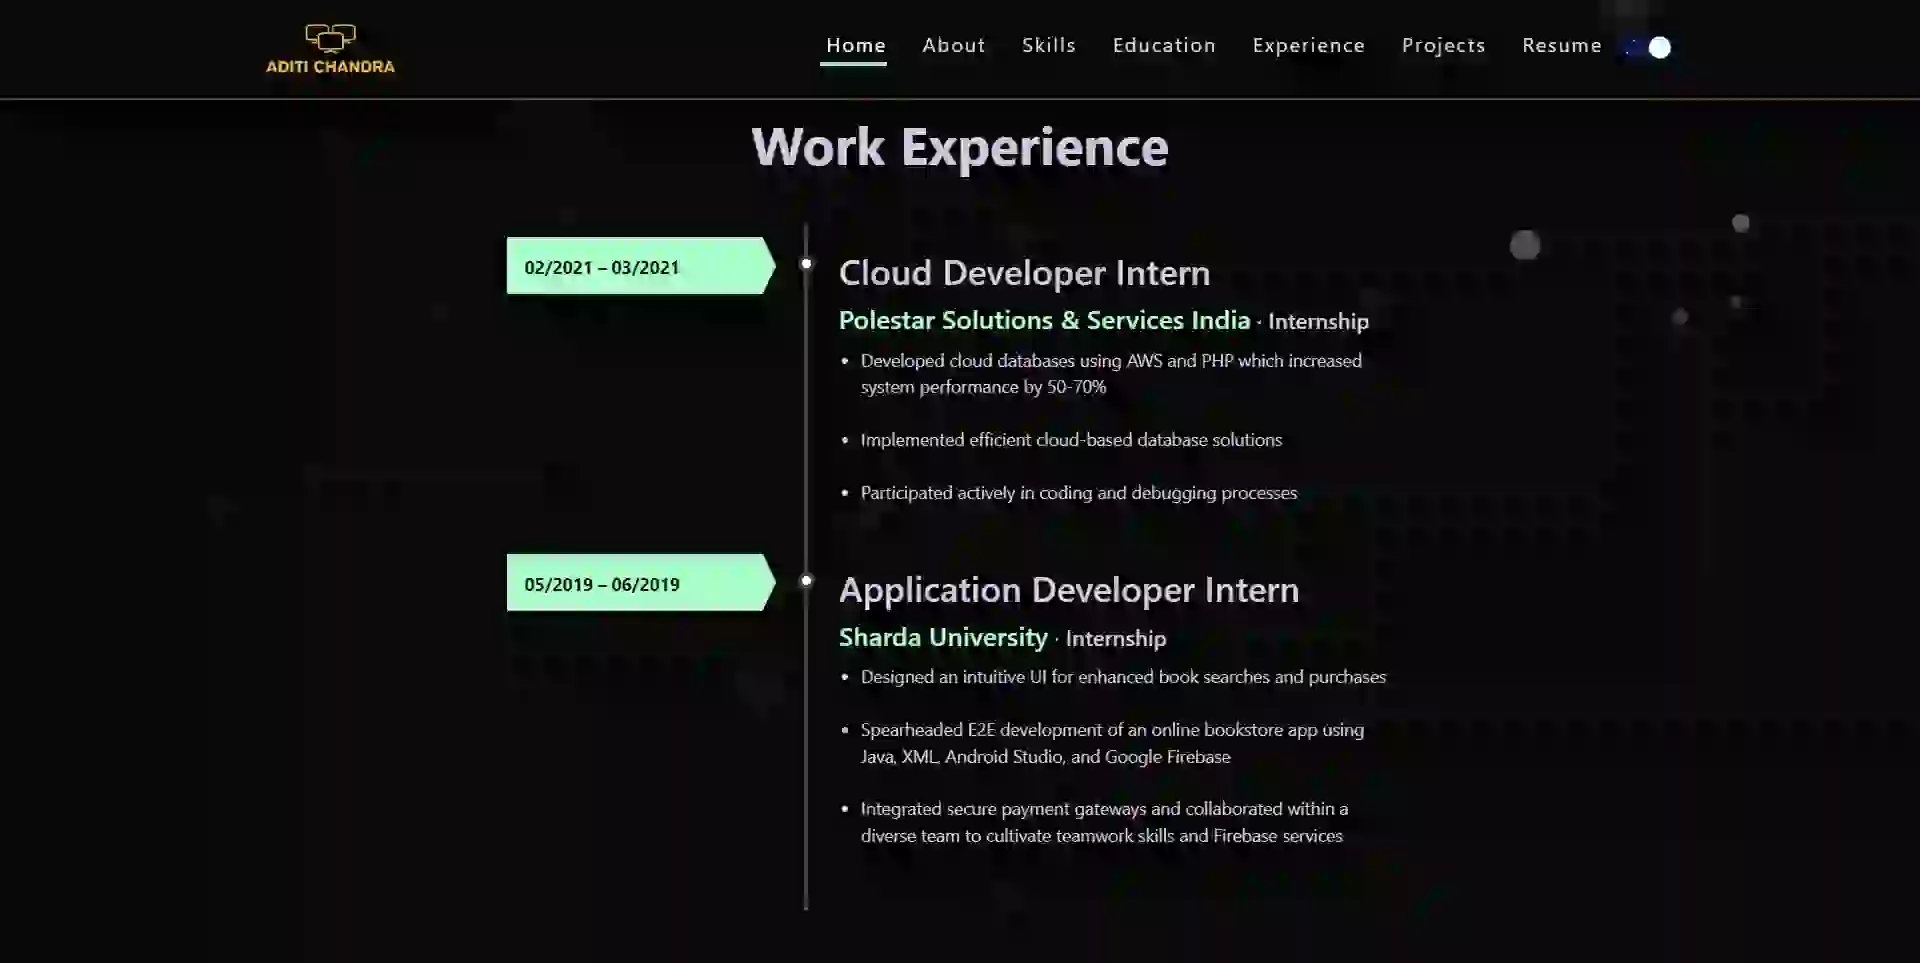 ADITI CHANDRA
Home About Skills Education Experience Projects Resume
Work Experience
02/2021 – 03/2021
Cloud Developer Intern
Polestar Solutions & Services India · Internship
• Developed cloud databases using AWS and PHP which increased
system performance by 50-70%
• Implemented efficient cloud-based database solutions
• Participated actively in coding and debugging processes
05/2019 – 06/2019
Application Developer Intern
Sharda University · Internship
• Designed an intuitive UI for enhanced book searches and purchases
• Spearheaded E2E development of an online bookstore app using
Java, XML, Android Studio, and Google Firebase
• Integrated secure payment gateways and collaborated within a
diverse team to cultivate teamwork skills and Firebase services